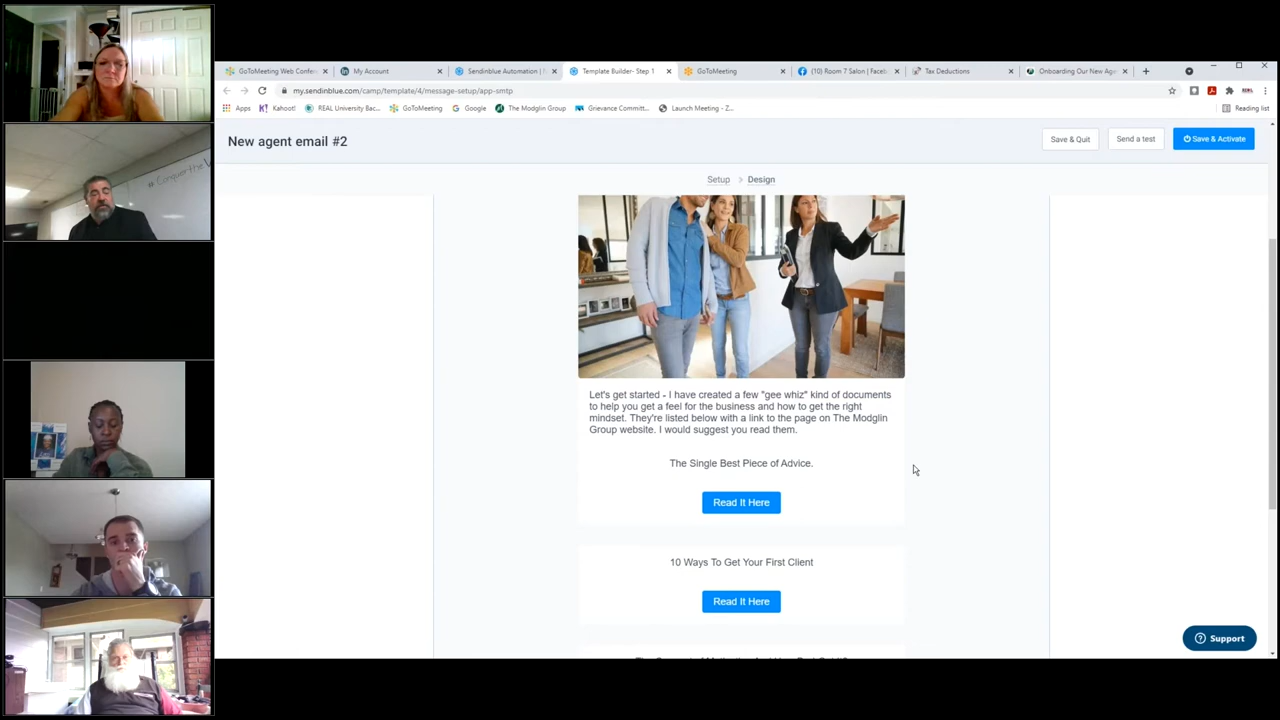 GoToMeeting Web Confere
My Account
Sendinblue Automation | F
Template Builder- Step 1
GoToMeeting
(10) Room 7 Salon | Faceb
Tax Deductions
Onboarding Our New Age
my.sendinblue.com/camp/template/4/message-setup/app-smtp
Apps
Kahoot!
REAL University Bac...
GoToMeeting
Google
The Modglin Group
Grievance Committ...
Launch Meeting - Z...
Reading list
New agent email #2
Save & Quit
Send a test
Save & Activate
Setup > Design
Let's get started - I have created a few "gee whiz" kind of documents
to help you get a feel for the business and how to get the right
mindset. They're listed below with a link to the page on The Modglin
Group website. I would suggest you read them.
The Single Best Piece of Advice.
Read It Here
10 Ways To Get Your First Client
Read It Here
Support
Conquer the